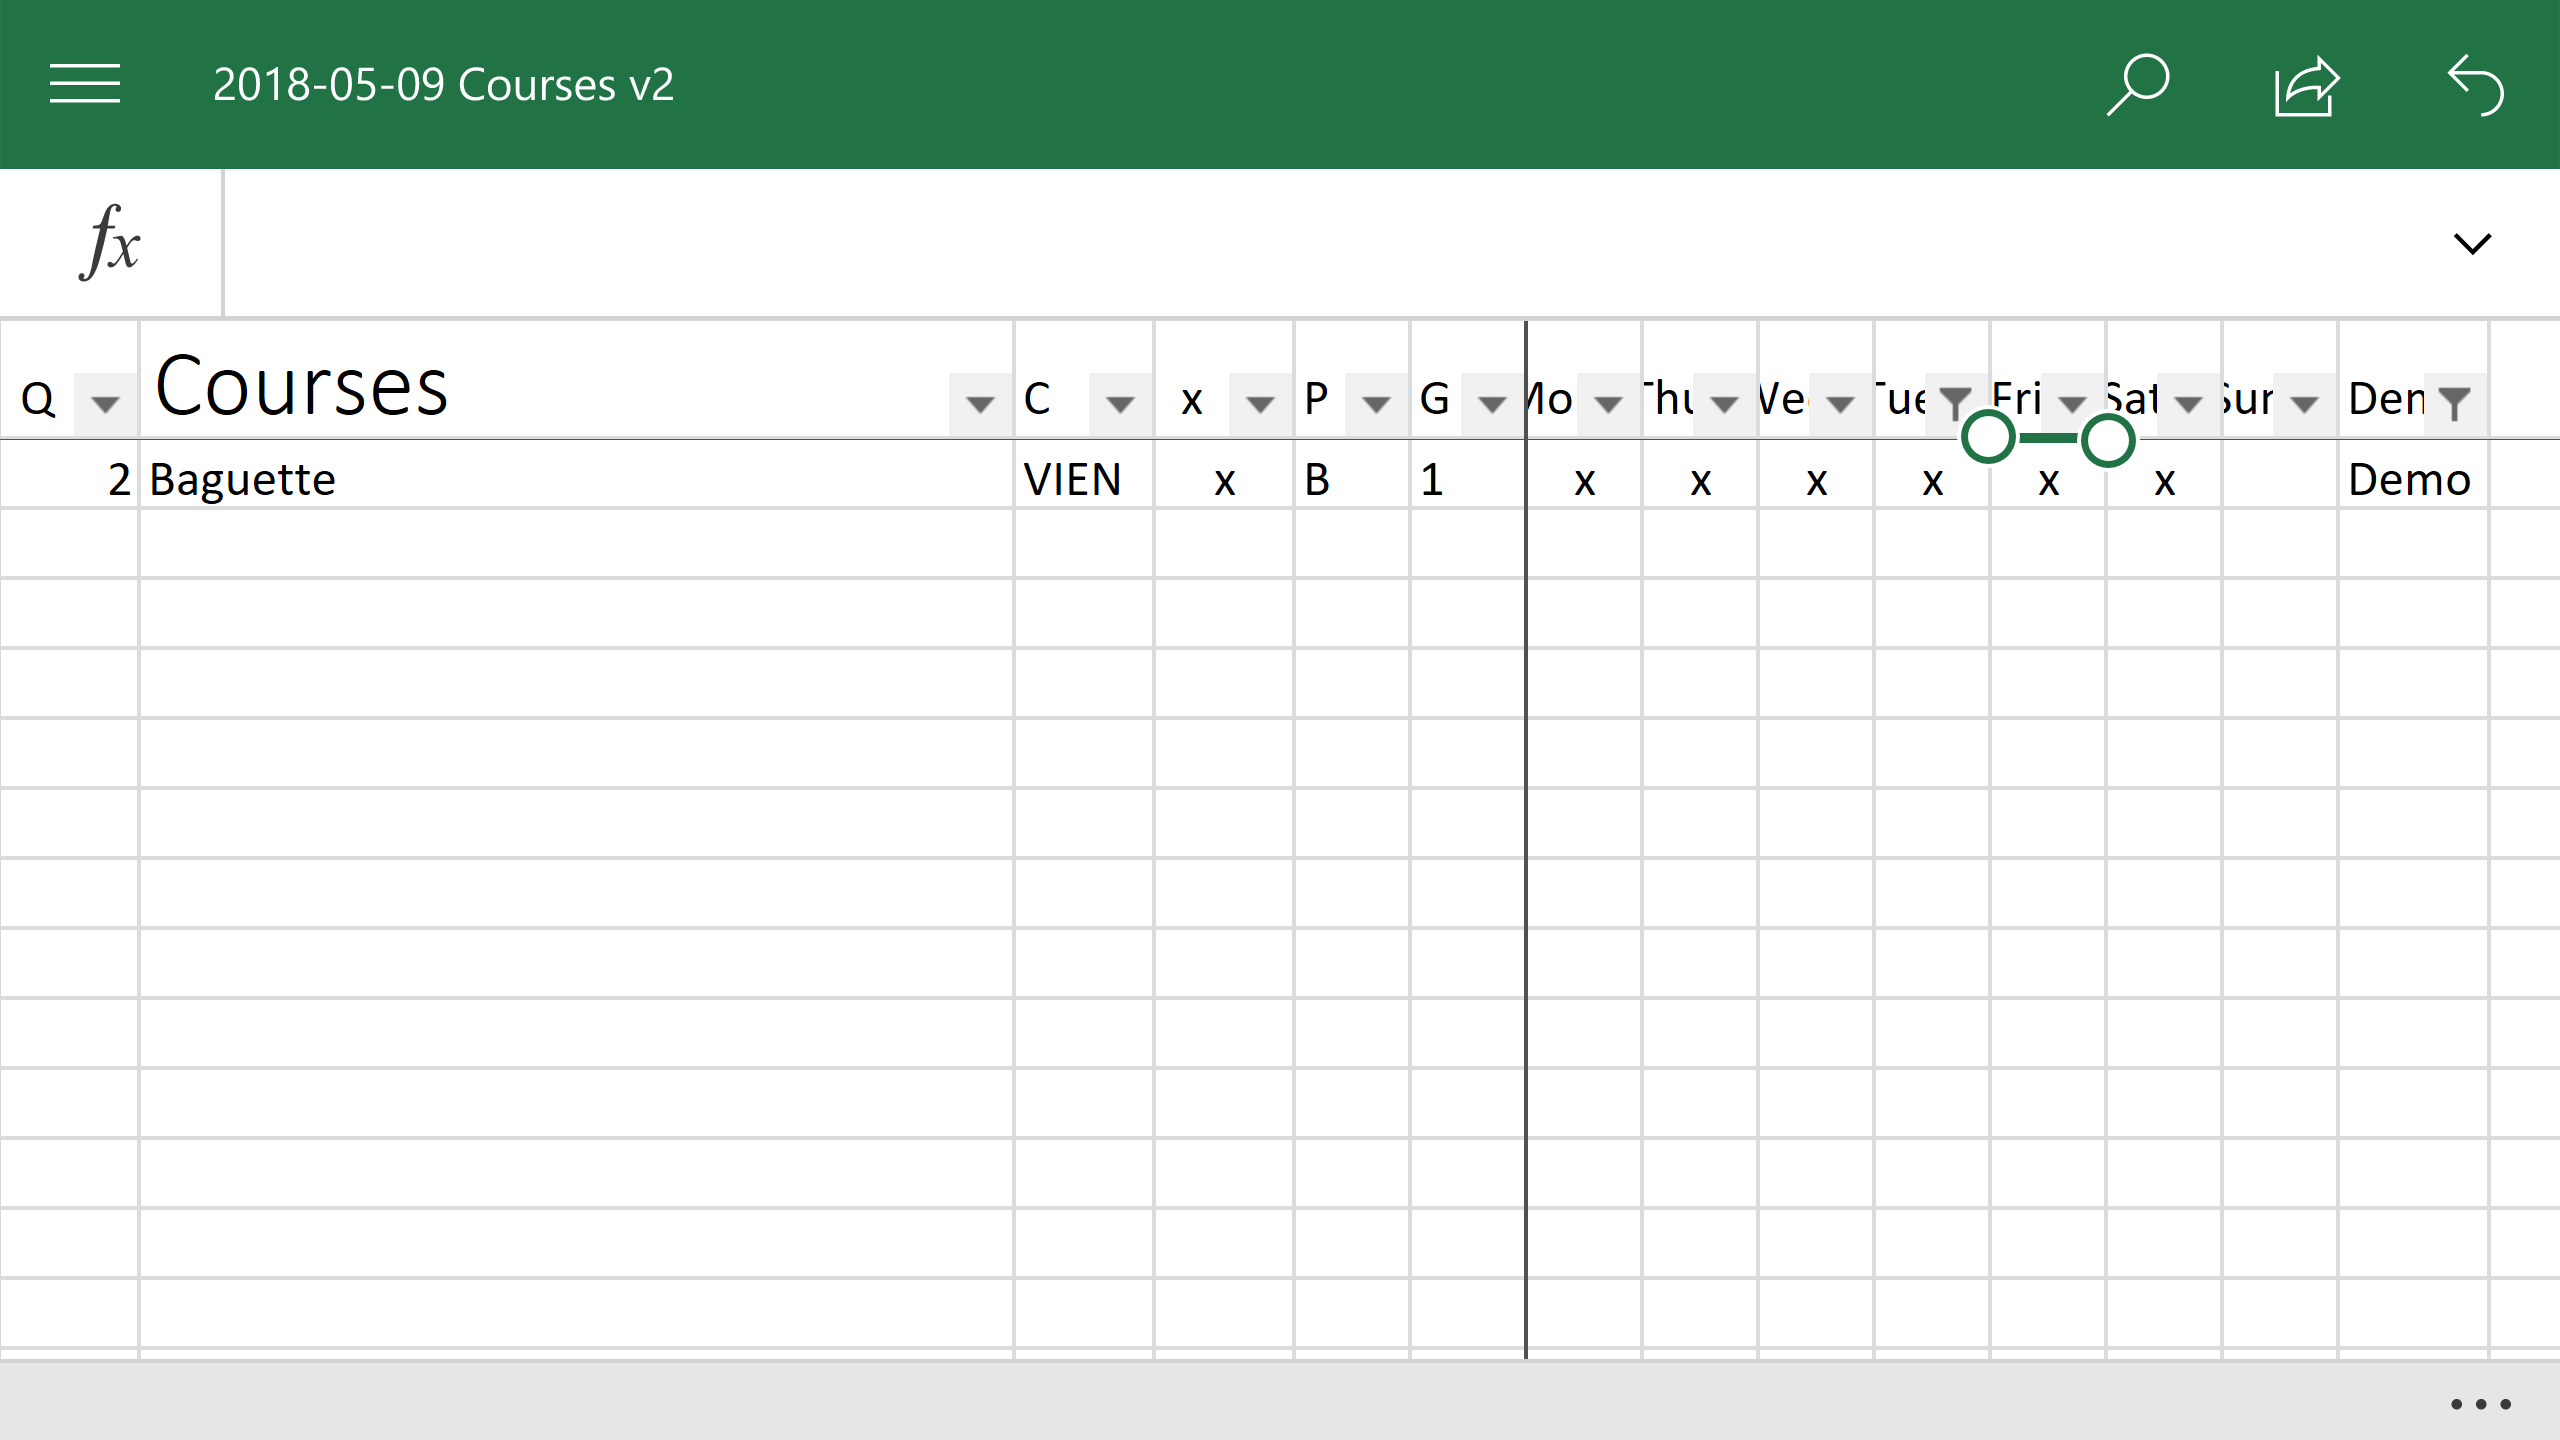 2018-05-09 Courses v2
fx
Q Courses C x P G Mo Thu We Tue Fri Sat Sun Dem
2 Baguette VIEN x B 1 x x x x x x Demo